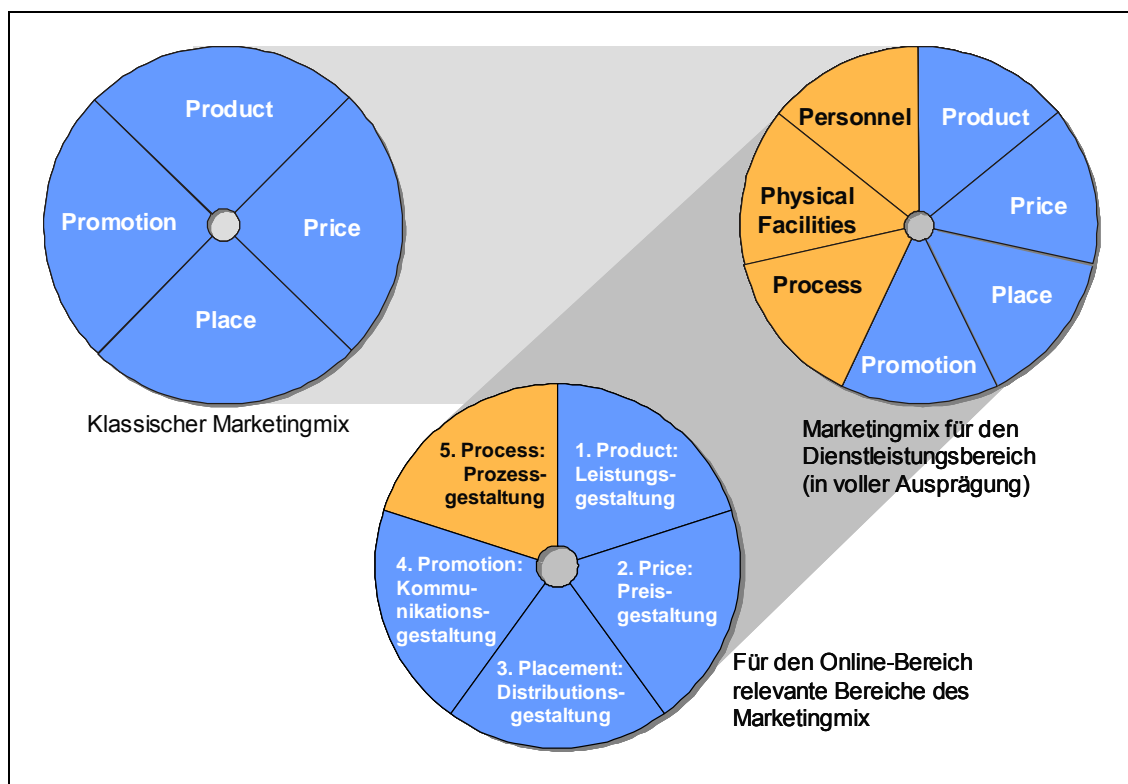 Product
Promotion
Price
Place
Klassischer Marketingmix
Personnel
Product
Physical
Facilities
Price
Process
Place
Promotion
Marketingmix für den
Dienstleistungsbereich
(in voller Ausprägung)
5. Process:
Prozess-
gestaltung
1. Product:
Leistungs-
gestaltung
4. Promotion:
Kommu-
nikations-
gestaltung
2. Price:
Preis-
gestaltung
3. Placement:
Distributions-
gestaltung
Für den Online-Bereich
relevante Bereiche des
Marketingmix